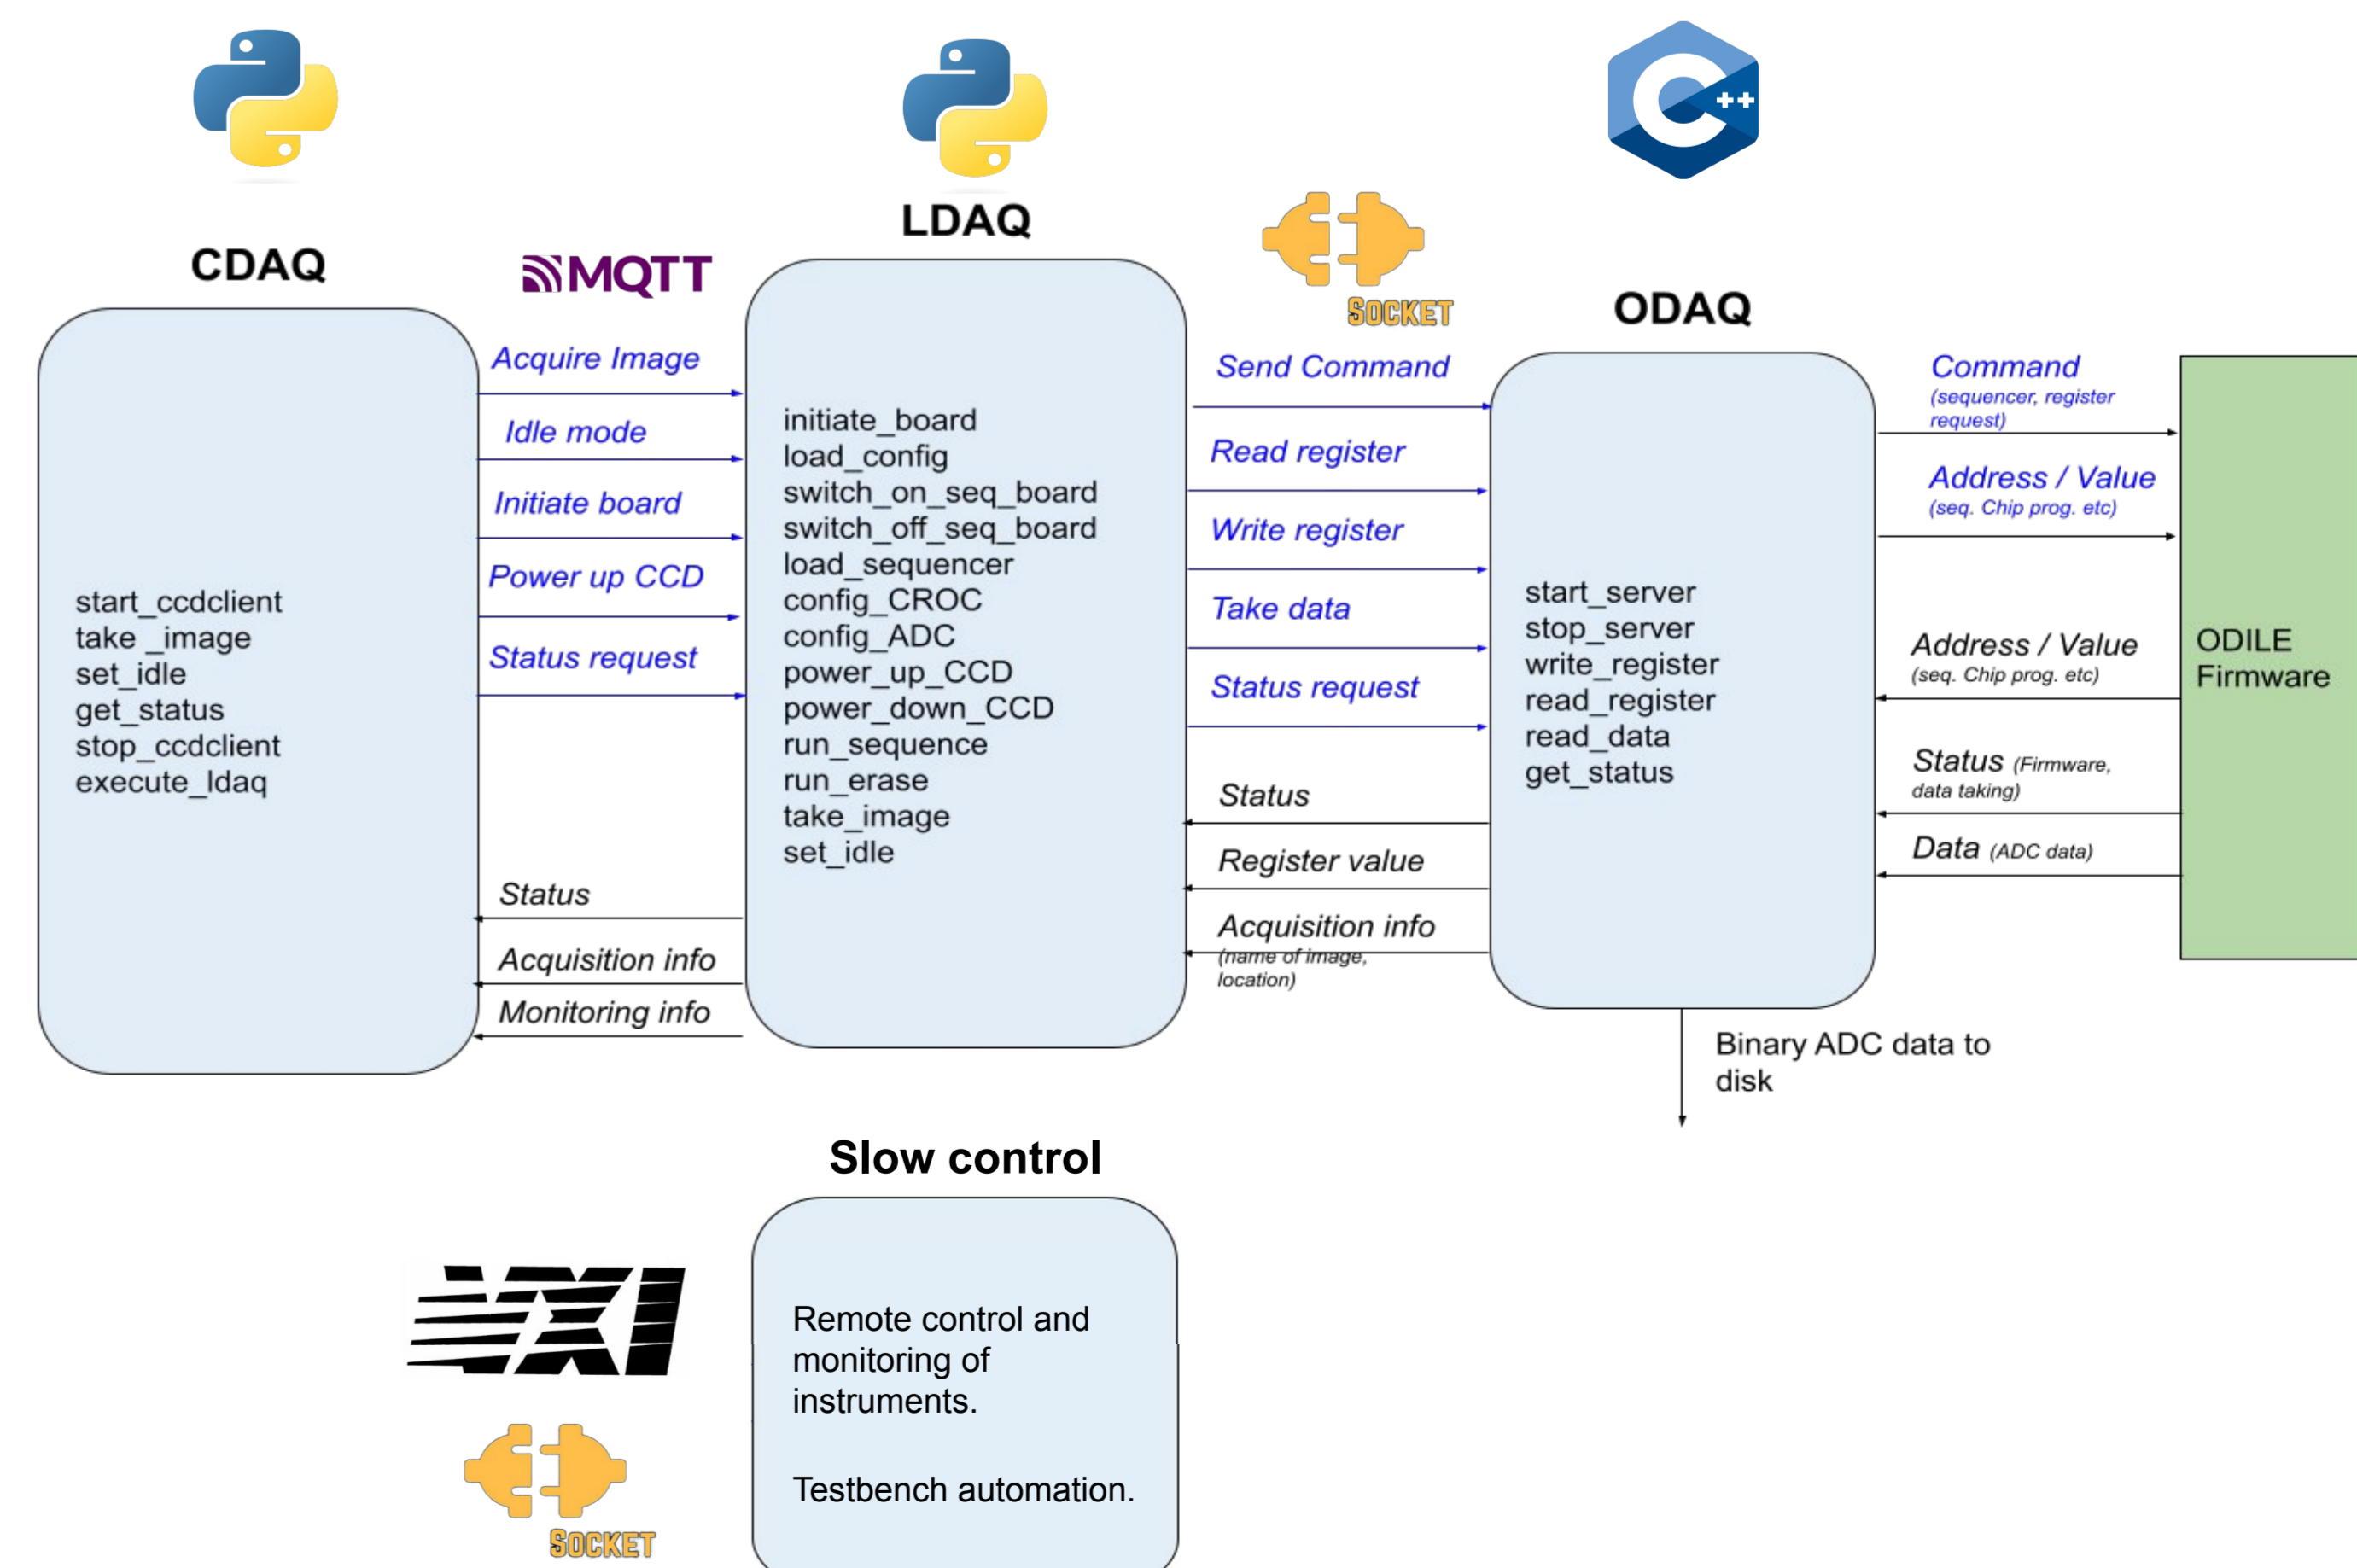 CDAQ
start_ccdclient
take _image
set_idle
get_status
stop_ccdclient
execute_ldaq
MQTT
Acquire Image
Idle mode
Initiate board
Power up CCD
Status request
Status
Acquisition info
Monitoring info
LDAQ
initiate_board
load_config
switch_on_seq_board
switch_off_seq_board
load_sequencer
config_CROC
config_ADC
power_up_CCD
power_down_CCD
run_sequence
run_erase
take_image
set_idle
SOCKET
Send Command
Read register
Write register
Take data
Status request
Status
Register value
Acquisition info
(name of image,
location)
C++
ODAQ
start_server
stop_server
write_register
read_register
read_data
get_status
Command
(sequencer, register
request)
Address / Value
(seq. Chip prog. etc)
Address / Value
(seq. Chip prog. etc)
Status (Firmware,
data taking)
Data (ADC data)
ODILE
Firmware
Binary ADC data to
disk
Slow control
VXI
SOCKET
Remote control and
monitoring of
instruments.
Testbench automation.